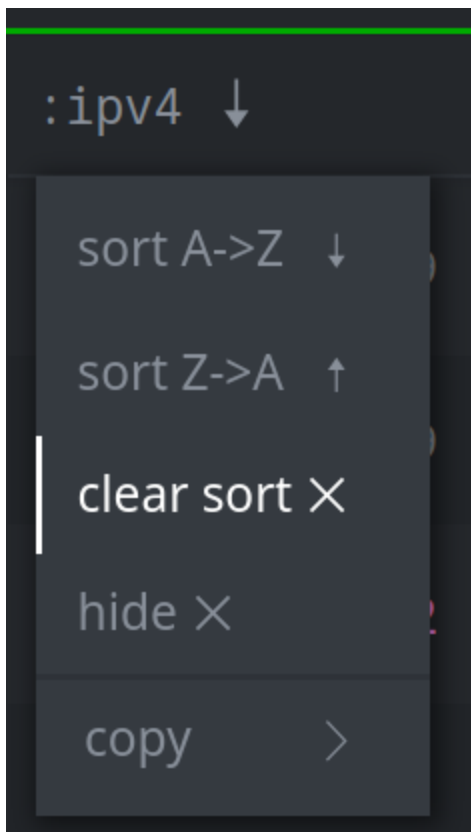 :ipv4 ↓
sort A->Z ↓
sort Z->A ↑
clear sort ×
hide ×
copy >